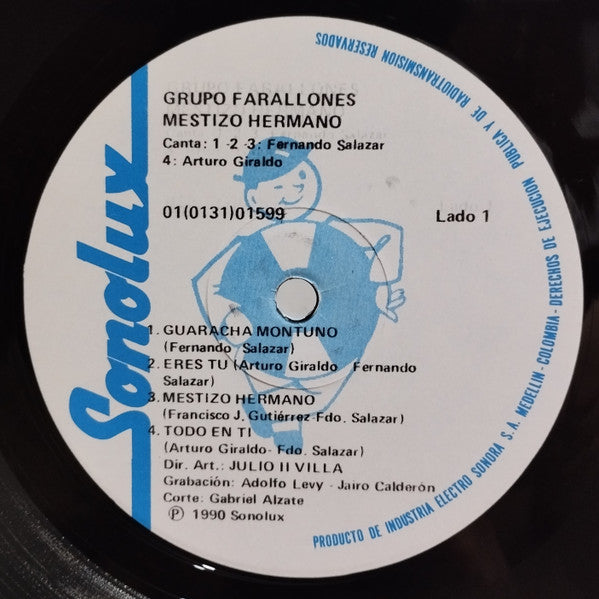 Sonolux
GRUPO FARALLONES
MESTIZO HERMANO
Canta: 1 -2 -3: Fernando Salazar
4: Arturo Giraldo
01(0131)01599
Lado 1
1. GUARACHA MONTUNO
(Fernando Salazar)
2. ERES TU (Arturo Giraldo Fernando
Salazar)
3. MESTIZO HERMANO
(Francisco J. Gutiérrez-Fdo. Salazar)
4. TODO EN TI
(Arturo Giraldo- Fdo. Salazar)
Dir. Art.: JULIO II VILLA
Grabación: Adolfo Levy - Jairo Calderón
Corte: Gabriel Alzate
Ⓟ 1990 Sonolux
PRODUCTO DE INDUSTRIA ELECTRO SONORA S.A. MEDELLIN - COLOMBIA - DERECHOS DE EJECUCION PUBLICA Y DE RADIOTRANSMISION RESERVADOS